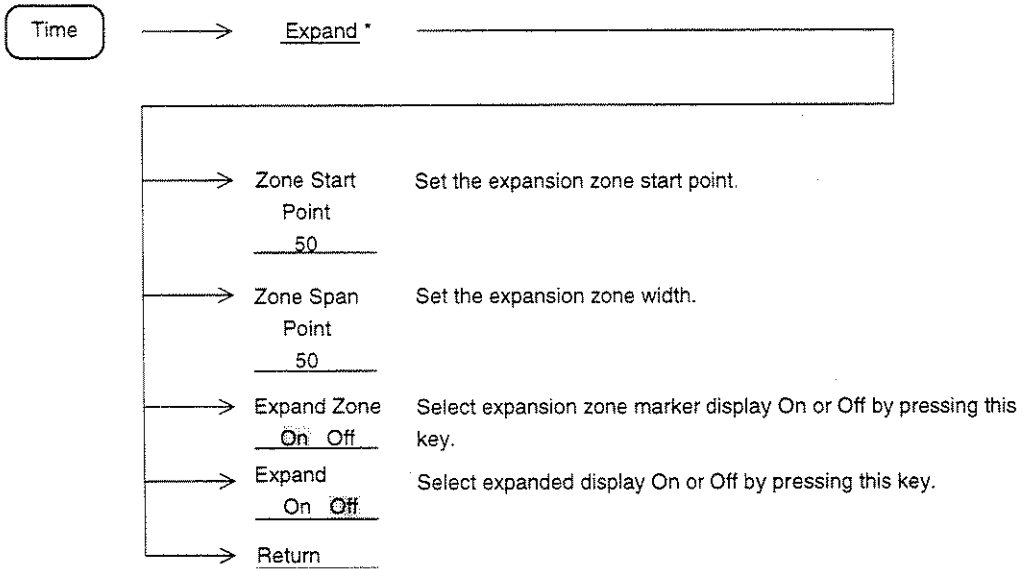 Time
Expand *
Zone Start
Set the expansion zone start point.
Point
50
Zone Span
Set the expansion zone width.
Point
50
Expand Zone
Select expansion zone marker display On or Off by pressing this
On Off
key.
Expand
Select expanded display On or Off by pressing this key.
On Off
Return